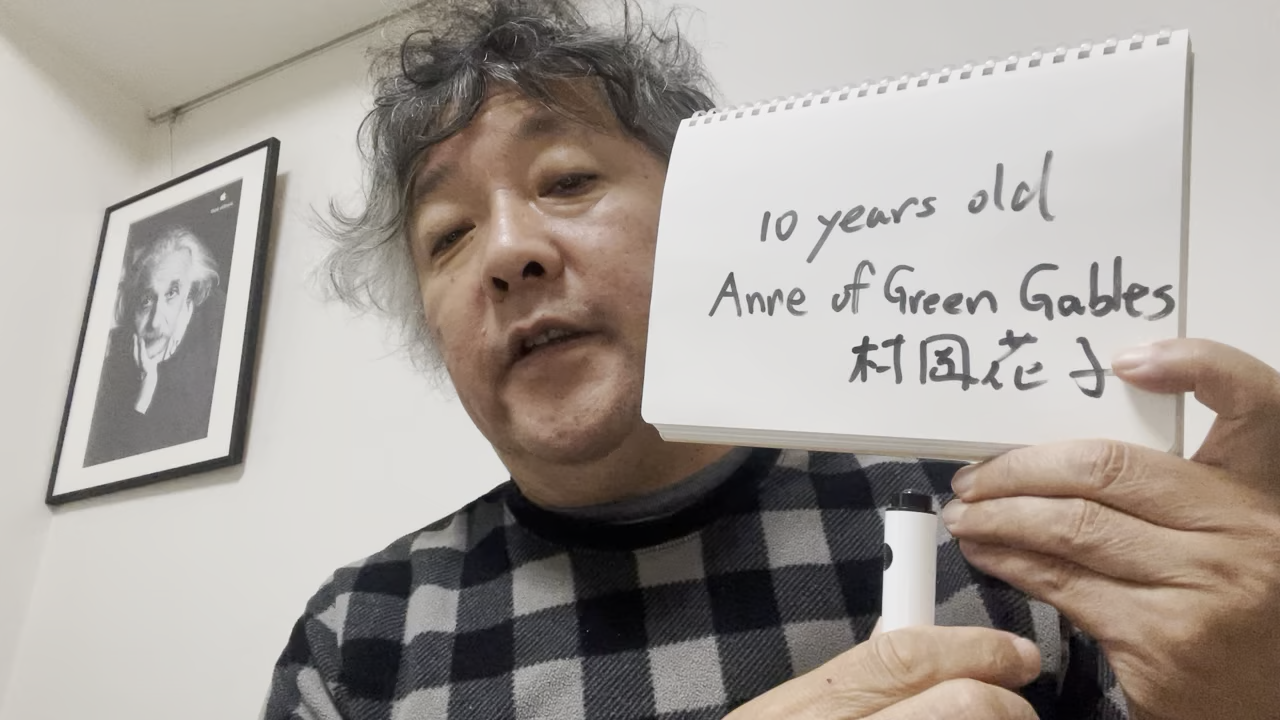 10 years old
Anne of Green Gables
村岡花子